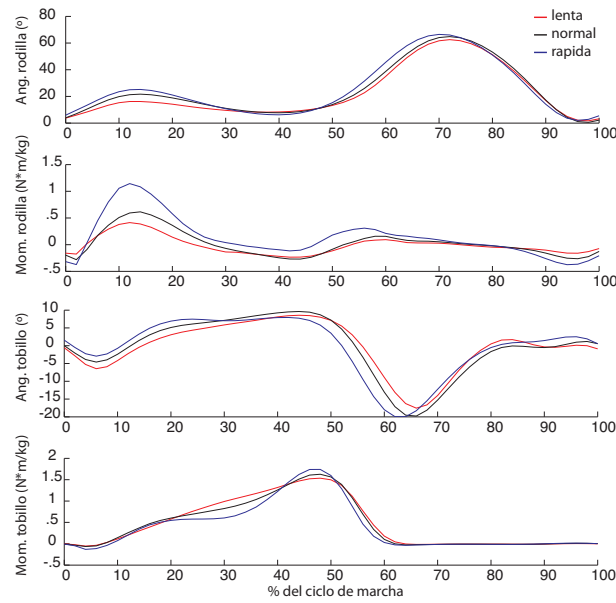 lenta
normal
rapida
Ang. rodilla (º)
80
60
40
20
0
0 10 20 30 40 50 60 70 80 90 100
Mom. rodilla (N*m/kg)
1.5
1
.5
0
-.5
0 10 20 30 40 50 60 70 80 90 100
Ang. tobillo (º)
10
5
0
-5
-10
-15
-20
0 10 20 30 40 50 60 70 80 90 100
Mom. tobillo (N*m/kg)
2
1.5
1
.5
0
0 10 20 30 40 50 60 70 80 90 100
% del ciclo de marcha